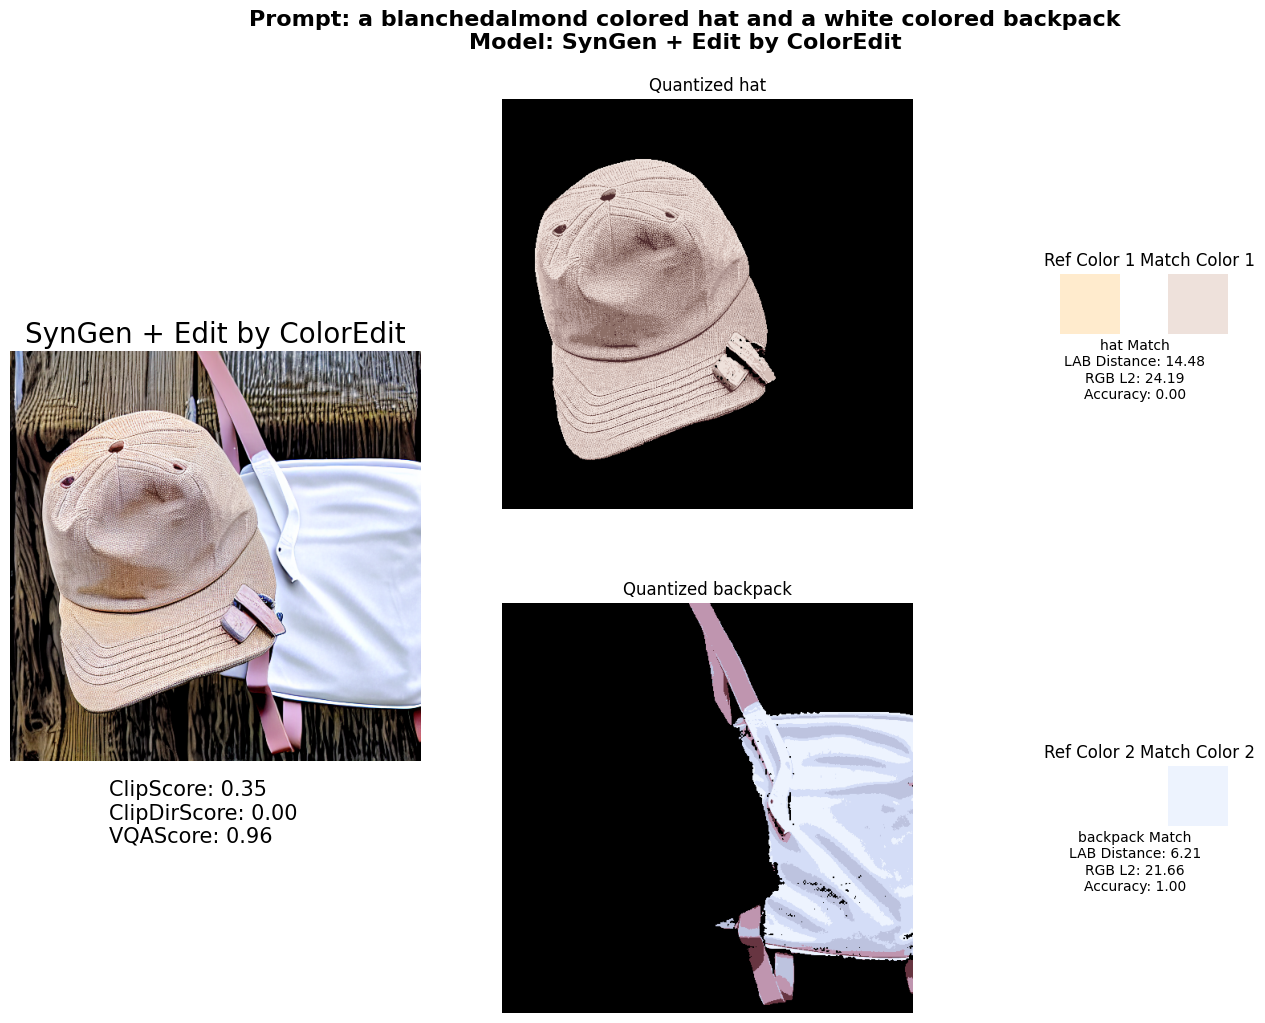 Prompt: a blanchedalmond colored hat and a white colored backpack
Model: SynGen + Edit by ColorEdit
Quantized hat
Ref Color 1 Match Color 1
hat Match
LAB Distance: 14.48
RGB L2: 24.19
Accuracy: 0.00
SynGen + Edit by ColorEdit
ClipScore: 0.35
ClipDirScore: 0.00
VQAScore: 0.96
Quantized backpack
Ref Color 2 Match Color 2
backpack Match
LAB Distance: 6.21
RGB L2: 21.66
Accuracy: 1.00